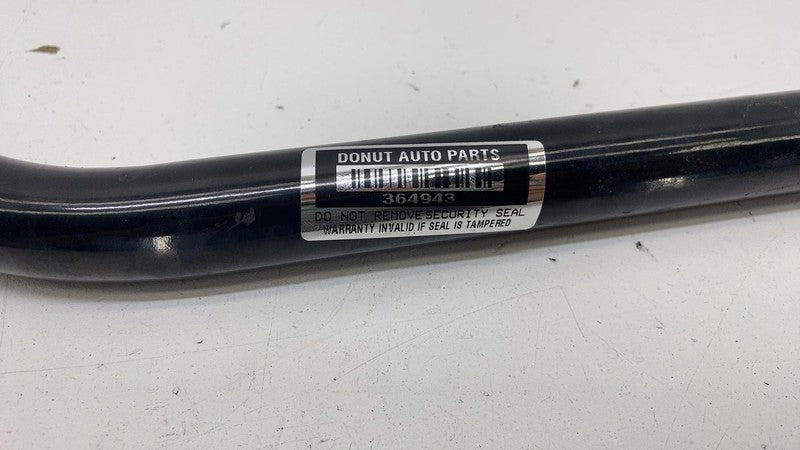 DONUT AUTO PARTS
364943
DO NOT REMOVE SECURITY SEAL
WARRANTY INVALID IF SEAL IS TAMPERED